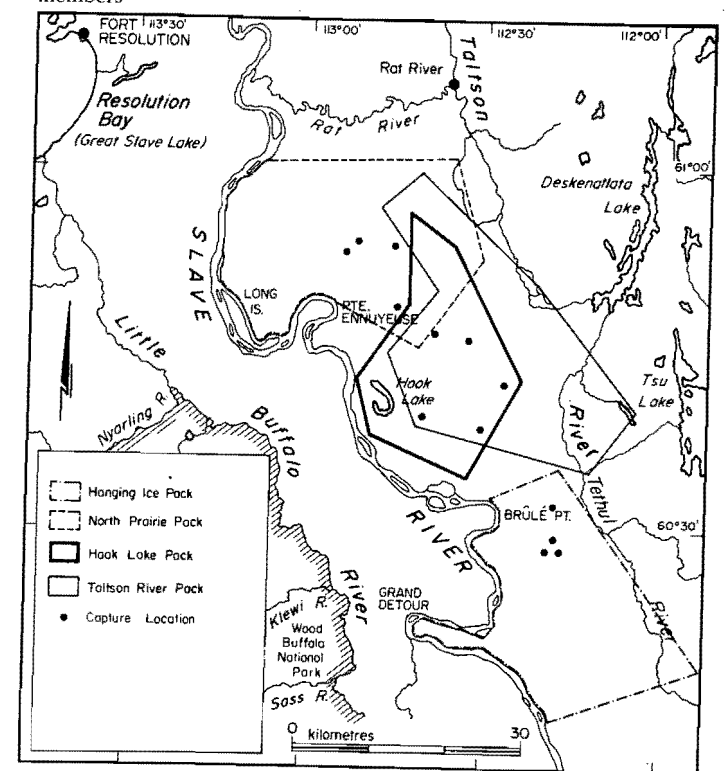 members
FORT
RESOLUTION
113°30'
113°00
112°30'
112°00'
Rat River
Taltson
Resolution
Bay
(Great Slave Lake)
Rat River
61°00'
Deskenatlata
Lake
SLAVE
LONG
IS.
PTE.
ENNUYEUSE
Little
Hook
Lake
Tsu
Lake
Nyarling R.
Buffalo
River
Tethul
Hanging Ice Pack
North Prairie Pack
Hook Lake Pack
Taltson River Pack
Capture Location
RIVER
BRÛLÉ PT.
60°30'
River
GRAND
DETOUR
River
Klewi R.
Wood
Buffalo
National
Park
Sass R.
0 kilometres 30